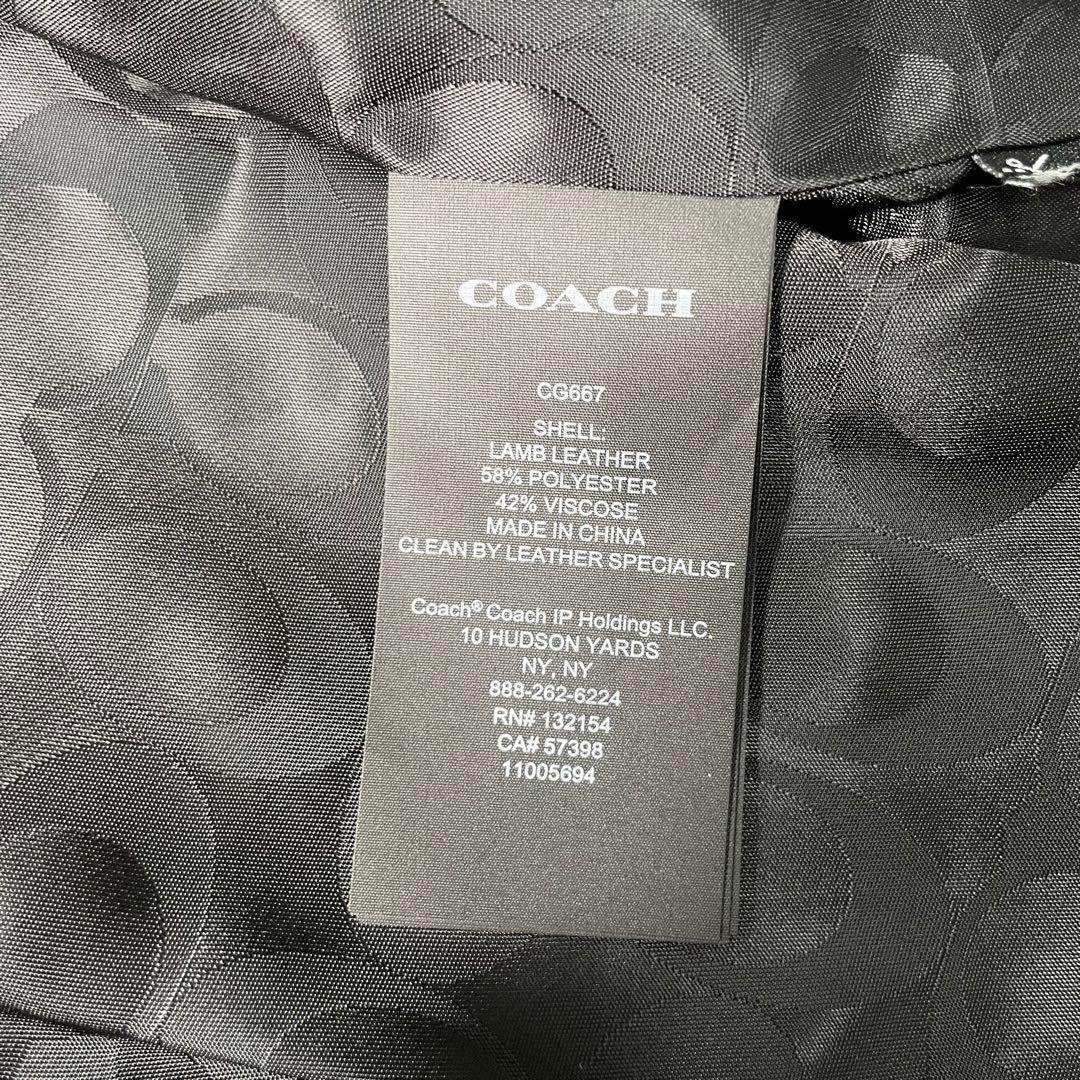 COACH
CG667
SHELL:
LAMB LEATHER
58% POLYESTER
42% VISCOSE
MADE IN CHINA
CLEAN BY LEATHER SPECIALIST
Coach® Coach IP Holdings LLC.
10 HUDSON YARDS
NY, NY
888-262-6224
RN# 132154
CA# 57398
11005694